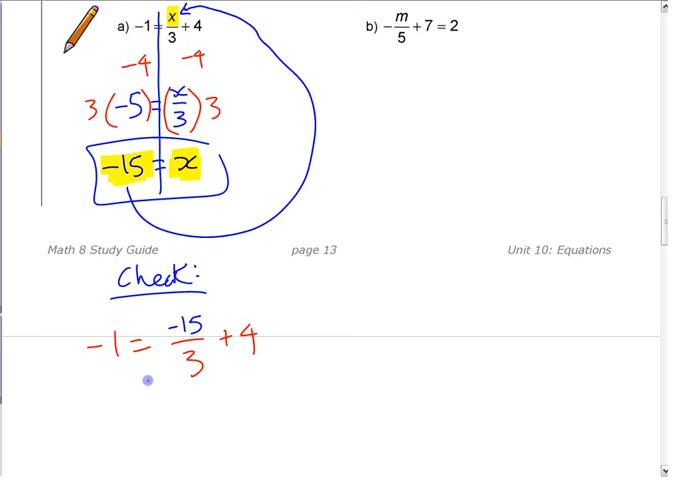 a) -1 = x/3 + 4
-4 -4
3 (-5) = (x/3) 3
-15 = x
b) -m/5 + 7 = 2
Math 8 Study Guide page 13 Unit 10: Equations
Check:
-1 = -15/3 + 4